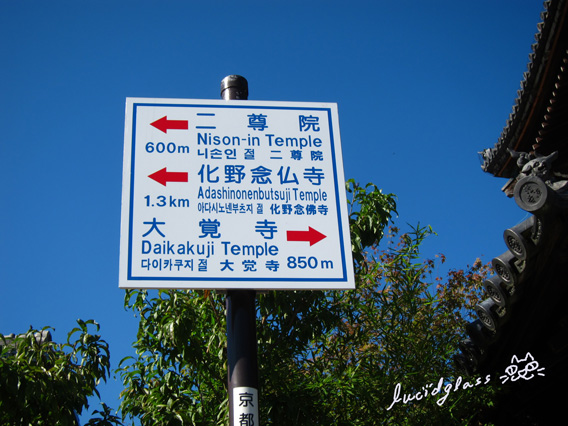 二尊院
Nison-in Temple
600m 니손인 절 二尊院
化野念仏寺
Adashinonenbutsuji Temple
1.3km 아다시노넨부쓰지 절 化野念佛寺
大覚寺
Daikakuji Temple
다이카쿠지 절 大覚寺 850m
京都
lucidglass